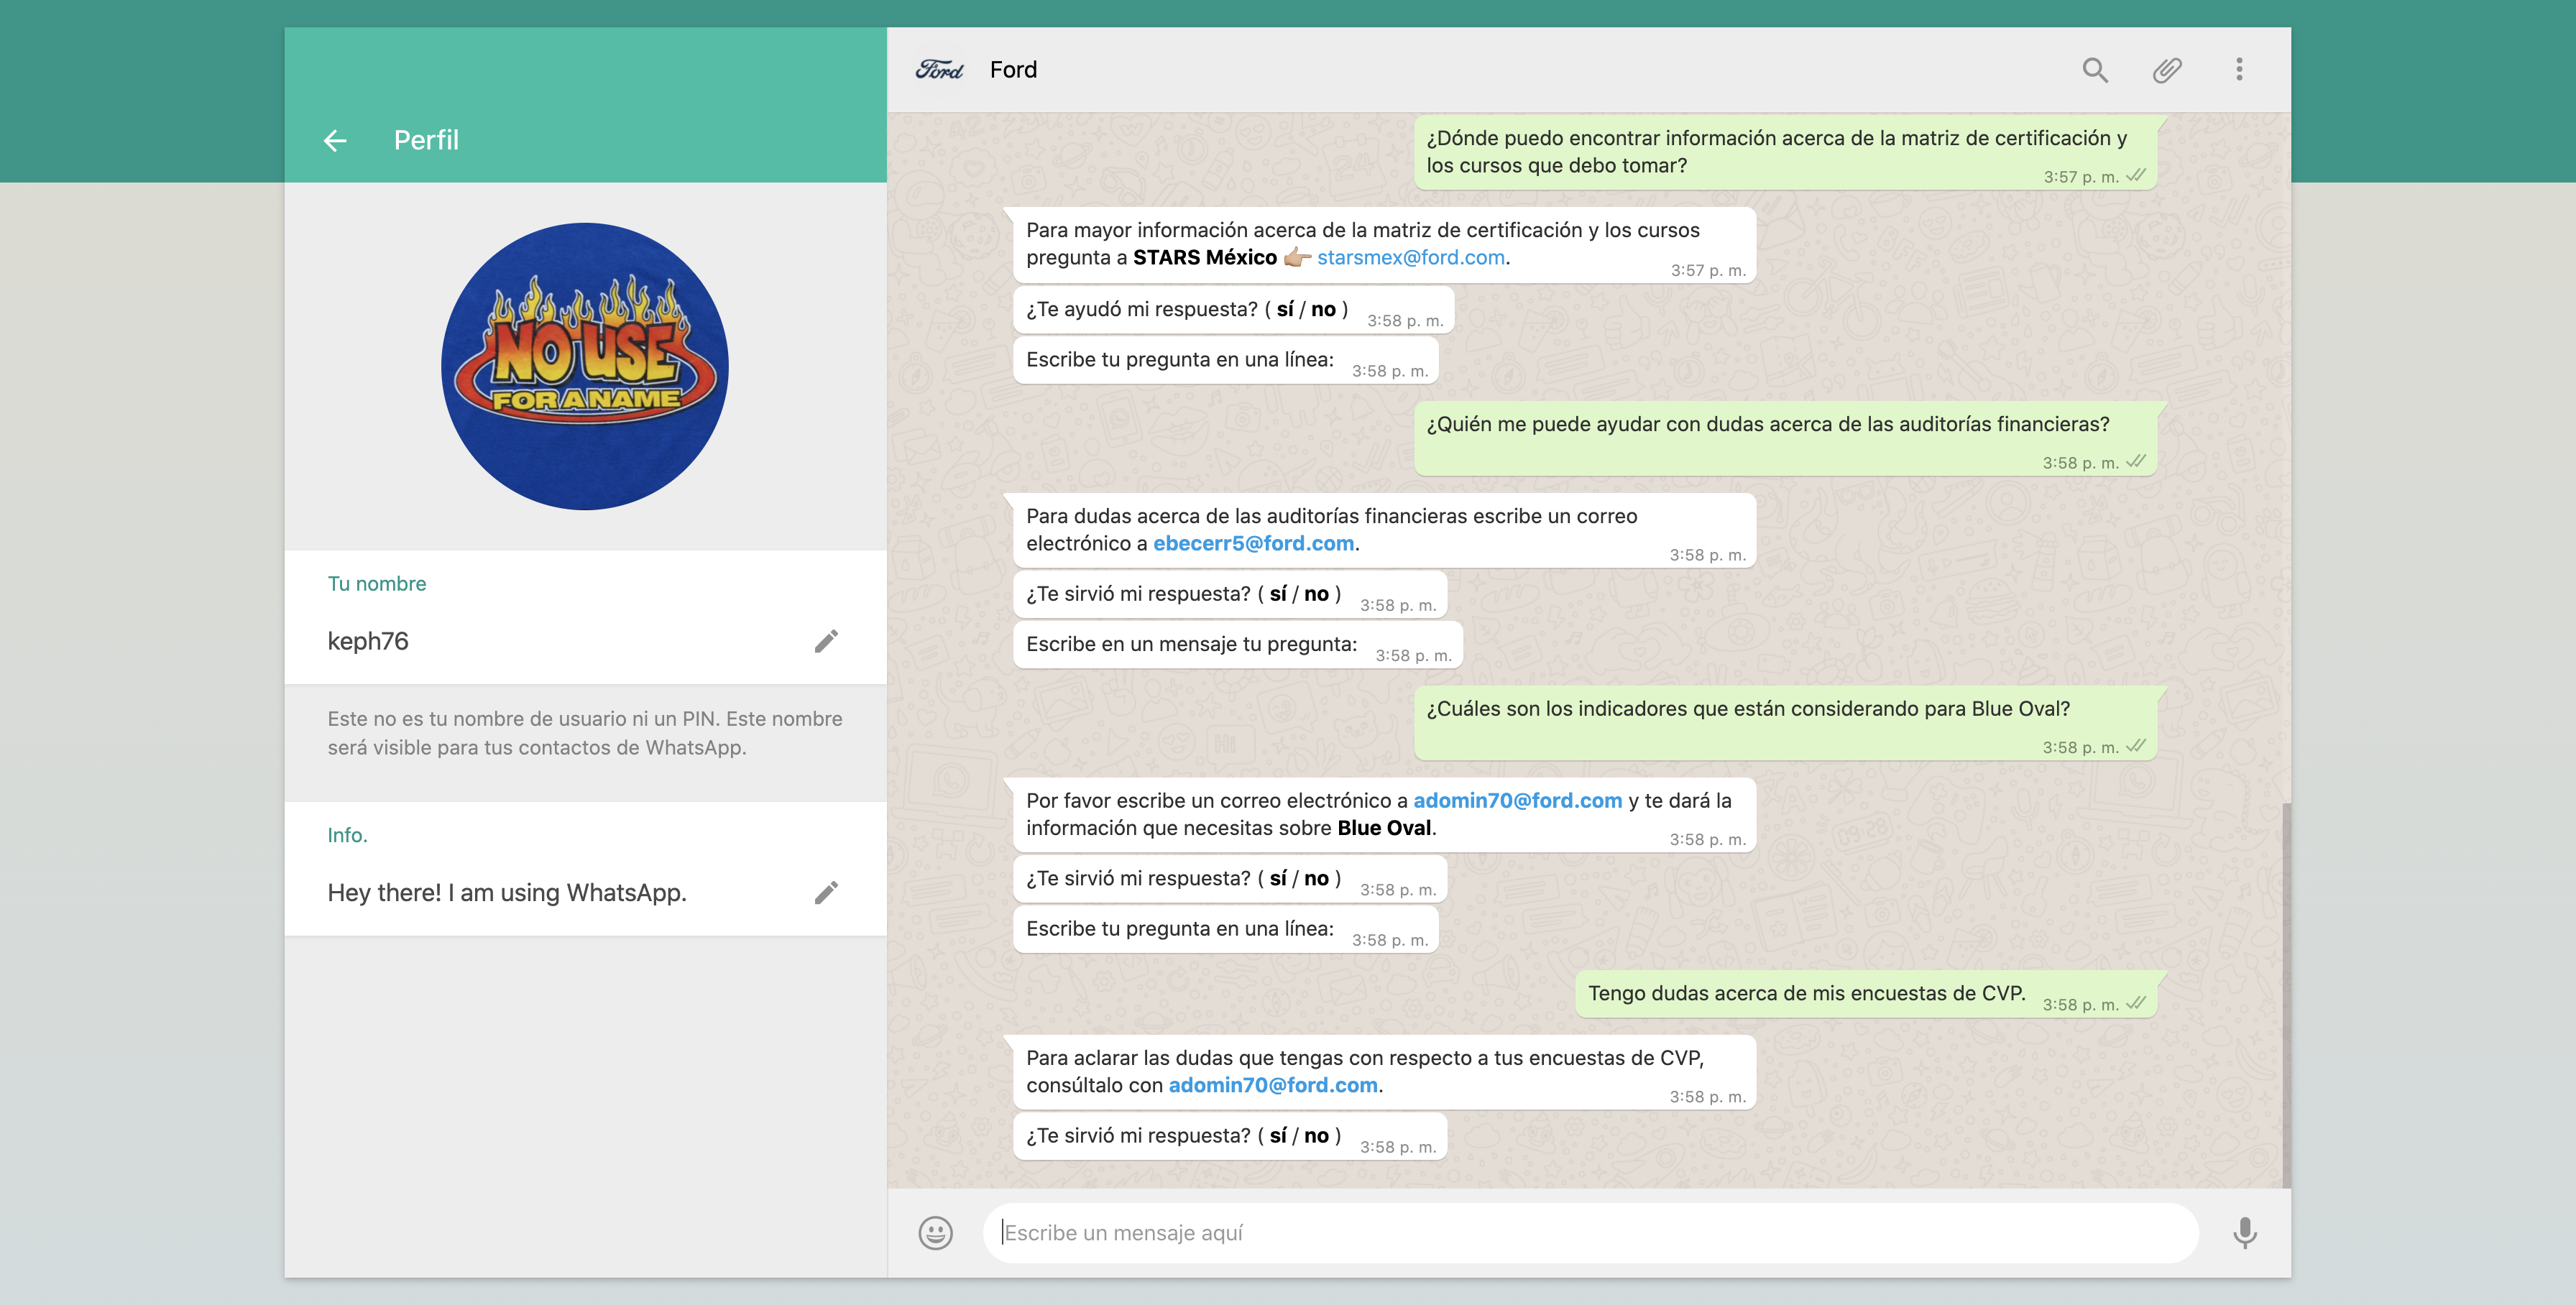 Perfil
NO USE
FOR A NAME
Tu nombre
keph76
Este no es tu nombre de usuario ni un PIN. Este nombre
será visible para tus contactos de WhatsApp.
Info.
Hey there! I am using WhatsApp.
Ford
Ford
¿Dónde puedo encontrar información acerca de la matriz de certificación y
los cursos que debo tomar?
3:57 p. m.
Para mayor información acerca de la matriz de certificación y los cursos
pregunta a STARS México 👉🏼 starsmex@ford.com.
3:57 p. m.
¿Te ayudó mi respuesta? ( sí / no ) 3:58 p. m.
Escribe tu pregunta en una línea: 3:58 p. m.
¿Quién me puede ayudar con dudas acerca de las auditorías financieras?
3:58 p. m.
Para dudas acerca de las auditorías financieras escribe un correo
electrónico a ebecerr5@ford.com.
3:58 p. m.
¿Te sirvió mi respuesta? ( sí / no ) 3:58 p. m.
Escribe en un mensaje tu pregunta: 3:58 p. m.
¿Cuáles son los indicadores que están considerando para Blue Oval?
3:58 p. m.
Por favor escribe un correo electrónico a adomin70@ford.com y te dará la
información que necesitas sobre Blue Oval.
3:58 p. m.
¿Te sirvió mi respuesta? ( sí / no ) 3:58 p. m.
Escribe tu pregunta en una línea: 3:58 p. m.
Tengo dudas acerca de mis encuestas de CVP. 3:58 p. m.
Para aclarar las dudas que tengas con respecto a tus encuestas de CVP,
consúltalo con adomin70@ford.com.
3:58 p. m.
¿Te sirvió mi respuesta? ( sí / no ) 3:58 p. m.
Escribe un mensaje aquí